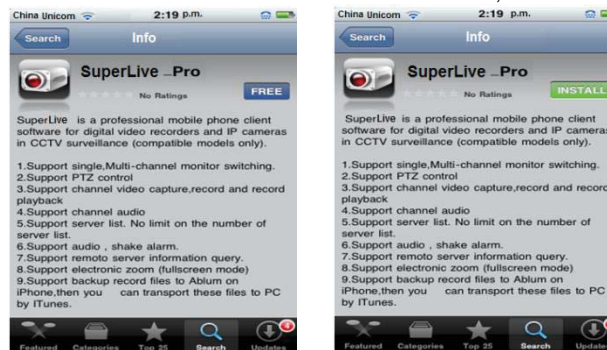 China Unicom 2:19 p.m.
Search Info
SuperLive -Pro
No Ratings
FREE
SuperLive is a professional mobile phone client
software for digital video recorders and IP cameras
in CCTV surveillance (compatible models only).
1.Support single,Multi-channel monitor switching.
2.Support PTZ control
3.Support channel video capture,record and record
playback
4.Support channel audio
5.Support server list. No limit on the number of
server list.
6.Support audio , shake alarm.
7.Support remoto server information query.
8.Support electronic zoom (fullscreen mode)
9.Support backup record files to Ablum on
iPhone,then you can transport these files to PC
by ITunes.
Featured Categories Top 25 Search Updates
4
China Unicom 2:19 p.m.
Search Info
SuperLive -Pro
No Ratings
INSTALL
SuperLive is a professional mobile phone client
software for digital video recorders and IP cameras
in CCTV surveillance (compatible models only).
1.Support single,Multi-channel monitor switching.
2.Support PTZ control
3.Support channel video capture,record and record
playback
4.Support channel audio
5.Support server list. No limit on the number of
server list.
6.Support audio , shake alarm.
7.Support remoto server information query.
8.Support electronic zoom (fullscreen mode)
9.Support backup record files to Ablum on
iPhone,then you can transport these files to PC
by ITunes.
Featured Categories Top 25 Search Update